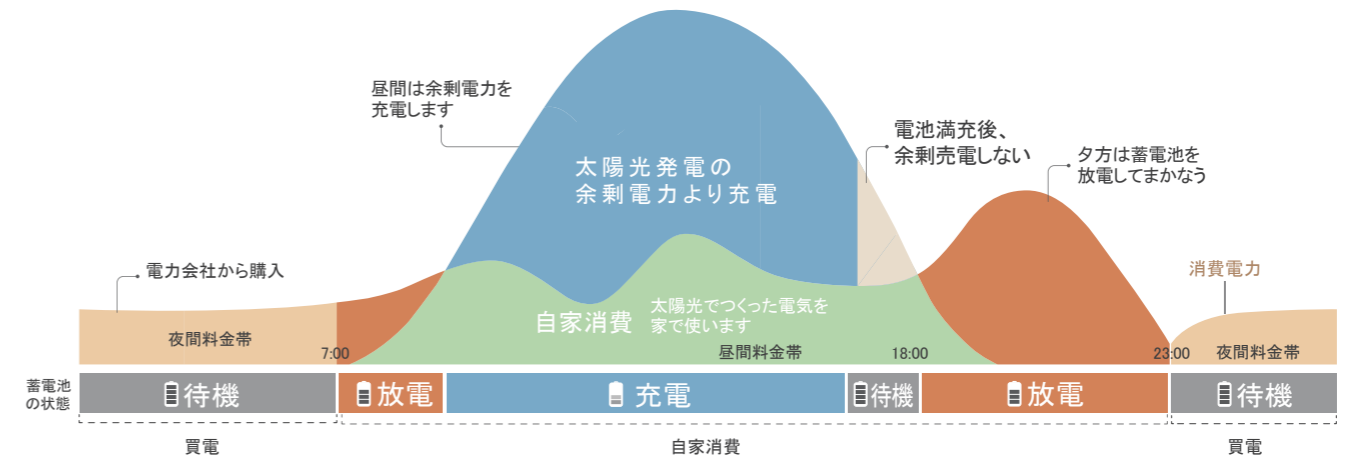 昼間は余剰電力を
充電します
太陽光発電の
余剰電力より充電
電池満充後、
余剰売電しない
夕方は蓄電池を
放電してまかなう
電力会社から購入
消費電力
自家消費
太陽光でつくった電気を
家で使います
夜間料金帯
7:00
昼間料金帯
18:00
23:00
夜間料金帯
蓄電池
の状態
待機
放電
充電
待機
放電
待機
買電
自家消費
買電